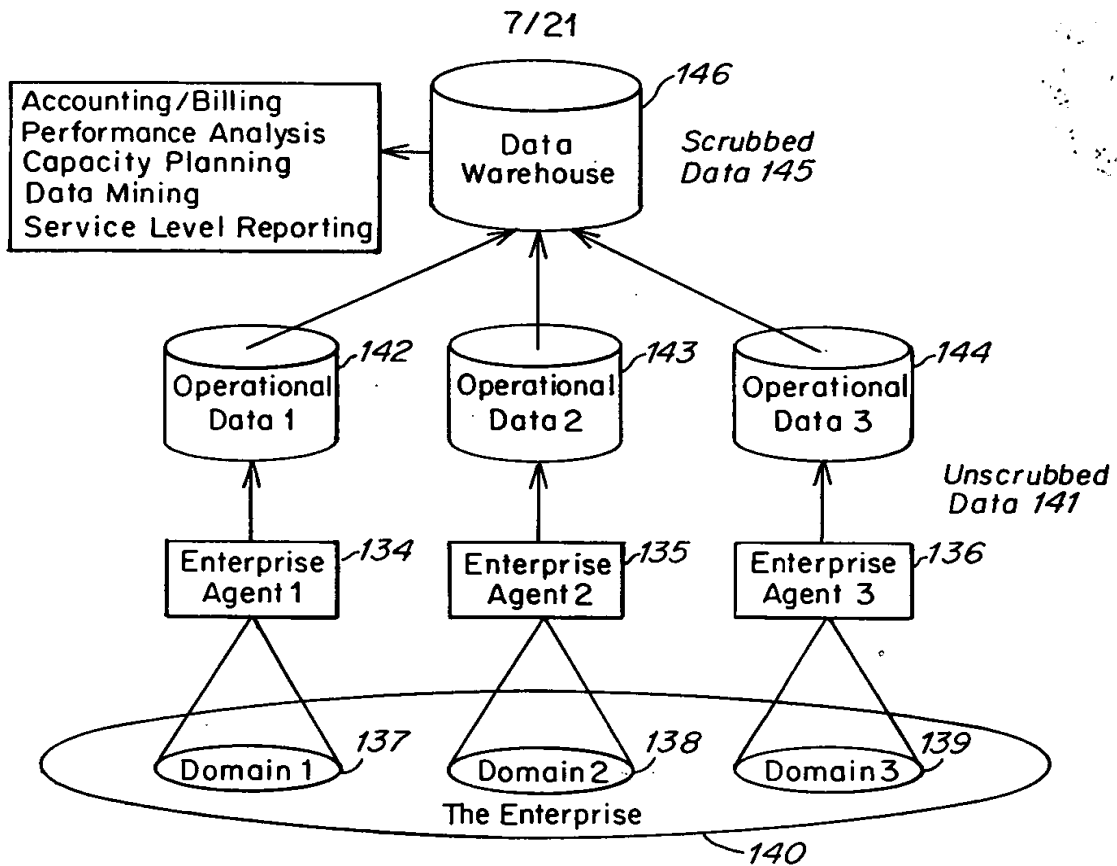 7/21
146
Accounting/Billing
Performance Analysis
Capacity Planning
Data Mining
Service Level Reporting
Data
Warehouse
Scrubbed
Data 145
142
143
144
Operational
Data 1
Operational
Data 2
Operational
Data 3
Unscrubbed
Data 141
134
135
136
Enterprise
Agent 1
Enterprise
Agent 2
Enterprise
Agent 3
137
138
139
Domain 1
Domain 2
Domain 3
The Enterprise
140